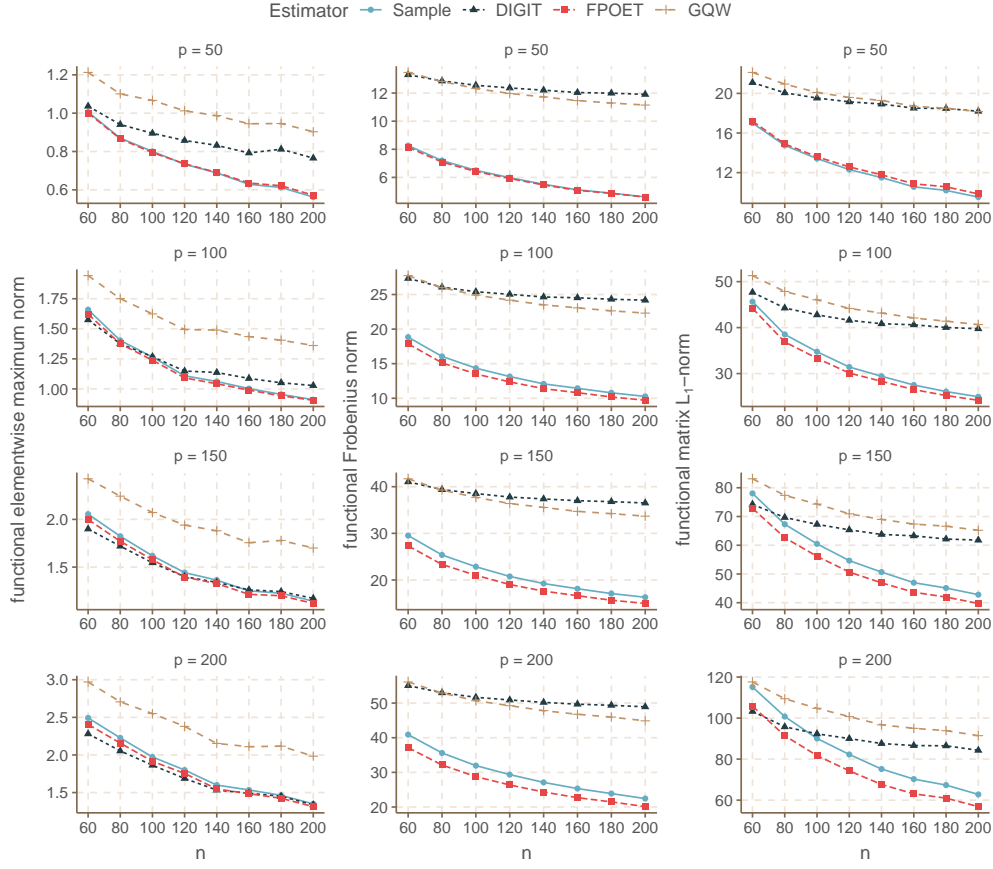 Estimator Sample DIGIT FPOET GQW
p = 50 p = 50 p = 50
1.2
1.0
0.8
0.6
60 80 100 120 140 160 180 200
12
10
8
6
60 80 100 120 140 160 180 200
20
16
12
60 80 100 120 140 160 180 200
p = 100 p = 100 p = 100
1.75
1.50
1.25
1.00
60 80 100 120 140 160 180 200
25
20
15
10
60 80 100 120 140 160 180 200
50
40
30
60 80 100 120 140 160 180 200
functional elementwise maximum norm
functional Frobenius norm
functional matrix L₁−norm
p = 150 p = 150 p = 150
2.0
1.5
60 80 100 120 140 160 180 200
40
30
20
60 80 100 120 140 160 180 200
80
70
60
50
40
60 80 100 120 140 160 180 200
p = 200 p = 200 p = 200
3.0
2.5
2.0
1.5
60 80 100 120 140 160 180 200
50
40
30
20
60 80 100 120 140 160 180 200
120
100
80
60
60 80 100 120 140 160 180 200
n n n